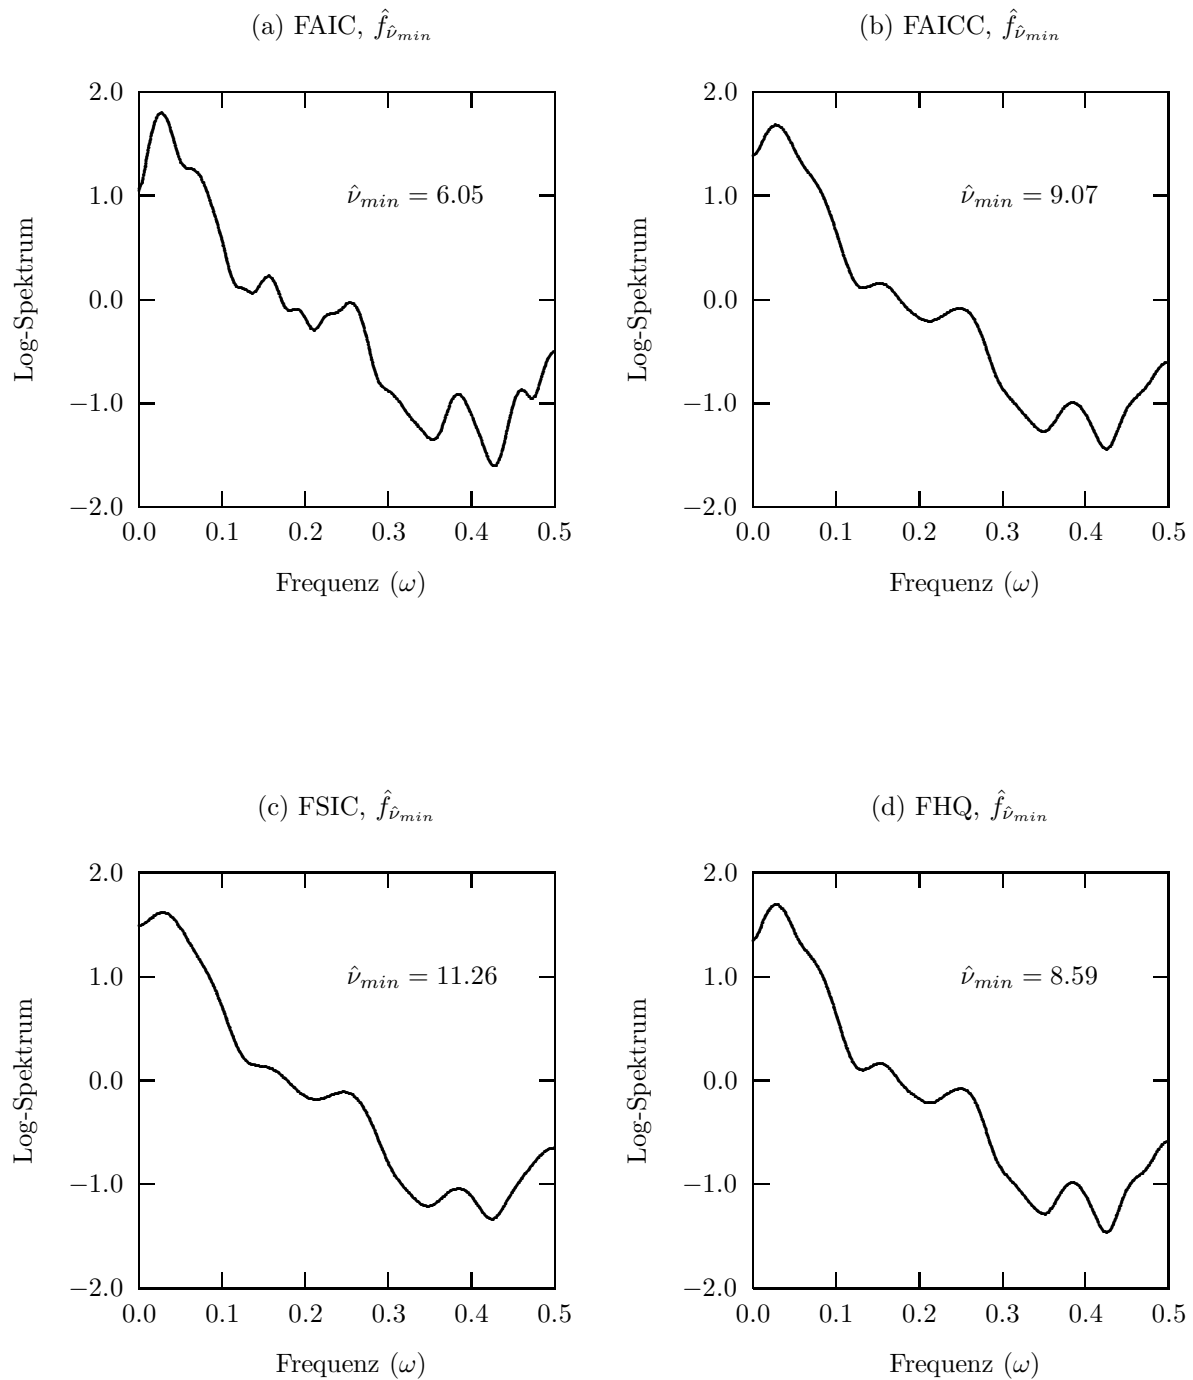 (a) FAIC, $\hat{f}_{\hat{\nu}_{min}}$
2.0
1.0
0.0
−1.0
−2.0
Log-Spektrum
$\hat{\nu}_{min} = 6.05$
0.0 0.1 0.2 0.3 0.4 0.5
Frequenz (ω)
(b) FAICC, $\hat{f}_{\hat{\nu}_{min}}$
2.0
1.0
0.0
−1.0
−2.0
Log-Spektrum
$\hat{\nu}_{min} = 9.07$
0.0 0.1 0.2 0.3 0.4 0.5
Frequenz (ω)
(c) FSIC, $\hat{f}_{\hat{\nu}_{min}}$
2.0
1.0
0.0
−1.0
−2.0
Log-Spektrum
$\hat{\nu}_{min} = 11.26$
0.0 0.1 0.2 0.3 0.4 0.5
Frequenz (ω)
(d) FHQ, $\hat{f}_{\hat{\nu}_{min}}$
2.0
1.0
0.0
−1.0
−2.0
Log-Spektrum
$\hat{\nu}_{min} = 8.59$
0.0 0.1 0.2 0.3 0.4 0.5
Frequenz (ω)